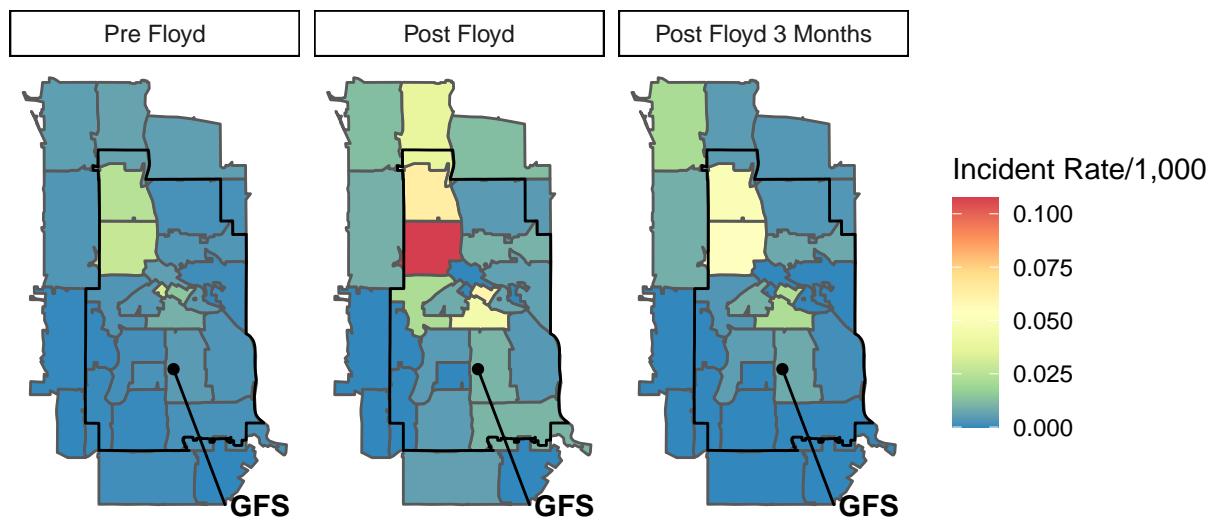 Pre Floyd
Post Floyd
Post Floyd 3 Months
Incident Rate/1,000
0.100
0.075
0.050
0.025
0.000
GFS
GFS
GFS